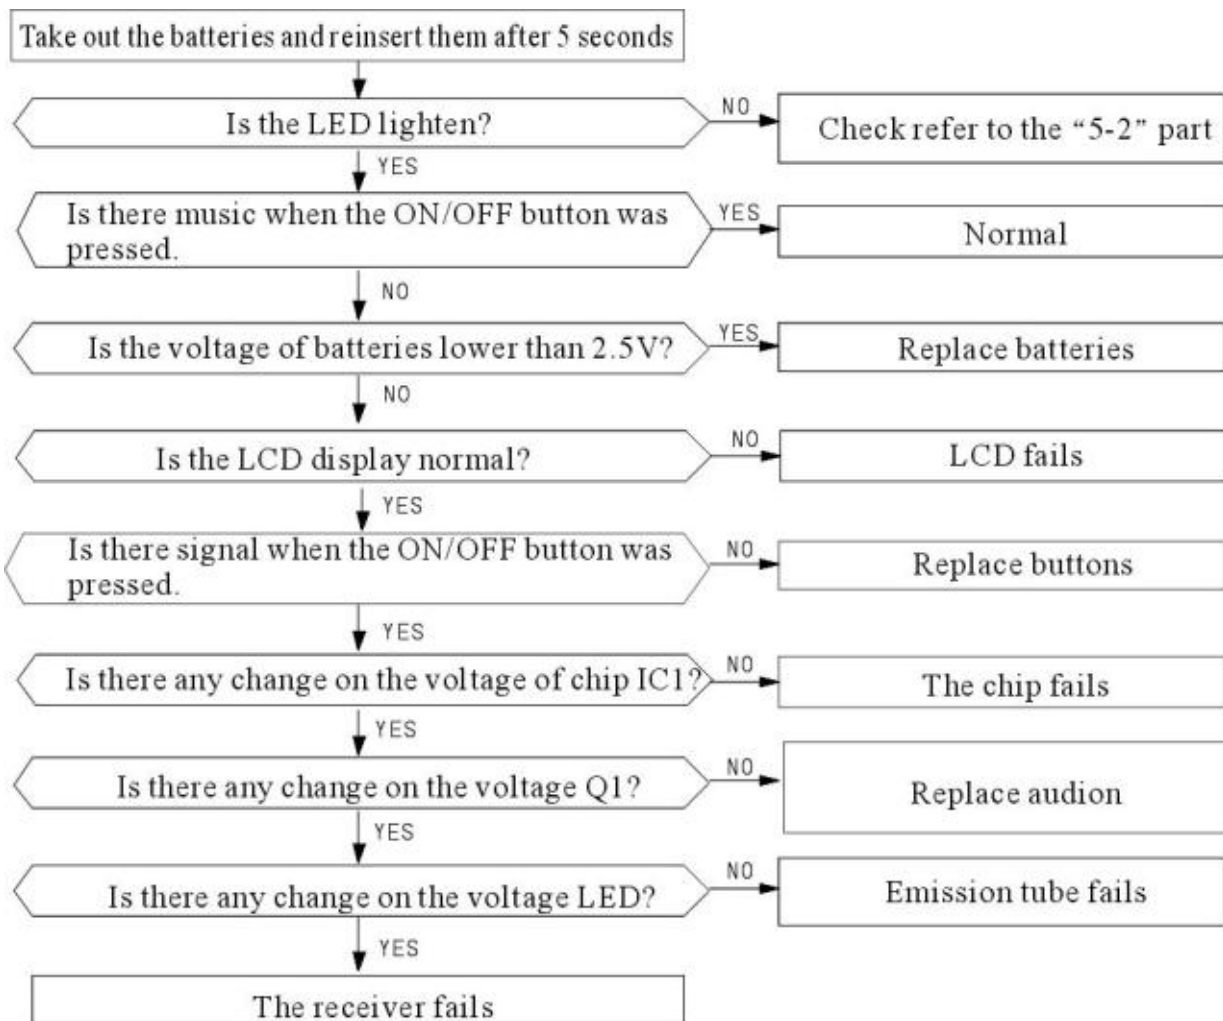 Take out the batteries and reinsert them after 5 seconds
Is the LED lighten?
NO
Check refer to the “5-2” part
YES
Is there music when the ON/OFF button was
pressed.
YES
Normal
NO
Is the voltage of batteries lower than 2.5V?
YES
Replace batteries
NO
Is the LCD display normal?
NO
LCD fails
YES
Is there signal when the ON/OFF button was
pressed.
NO
Replace buttons
YES
Is there any change on the voltage of chip IC1?
NO
The chip fails
YES
Is there any change on the voltage Q1?
NO
Replace audion
YES
Is there any change on the voltage LED?
NO
Emission tube fails
YES
The receiver fails